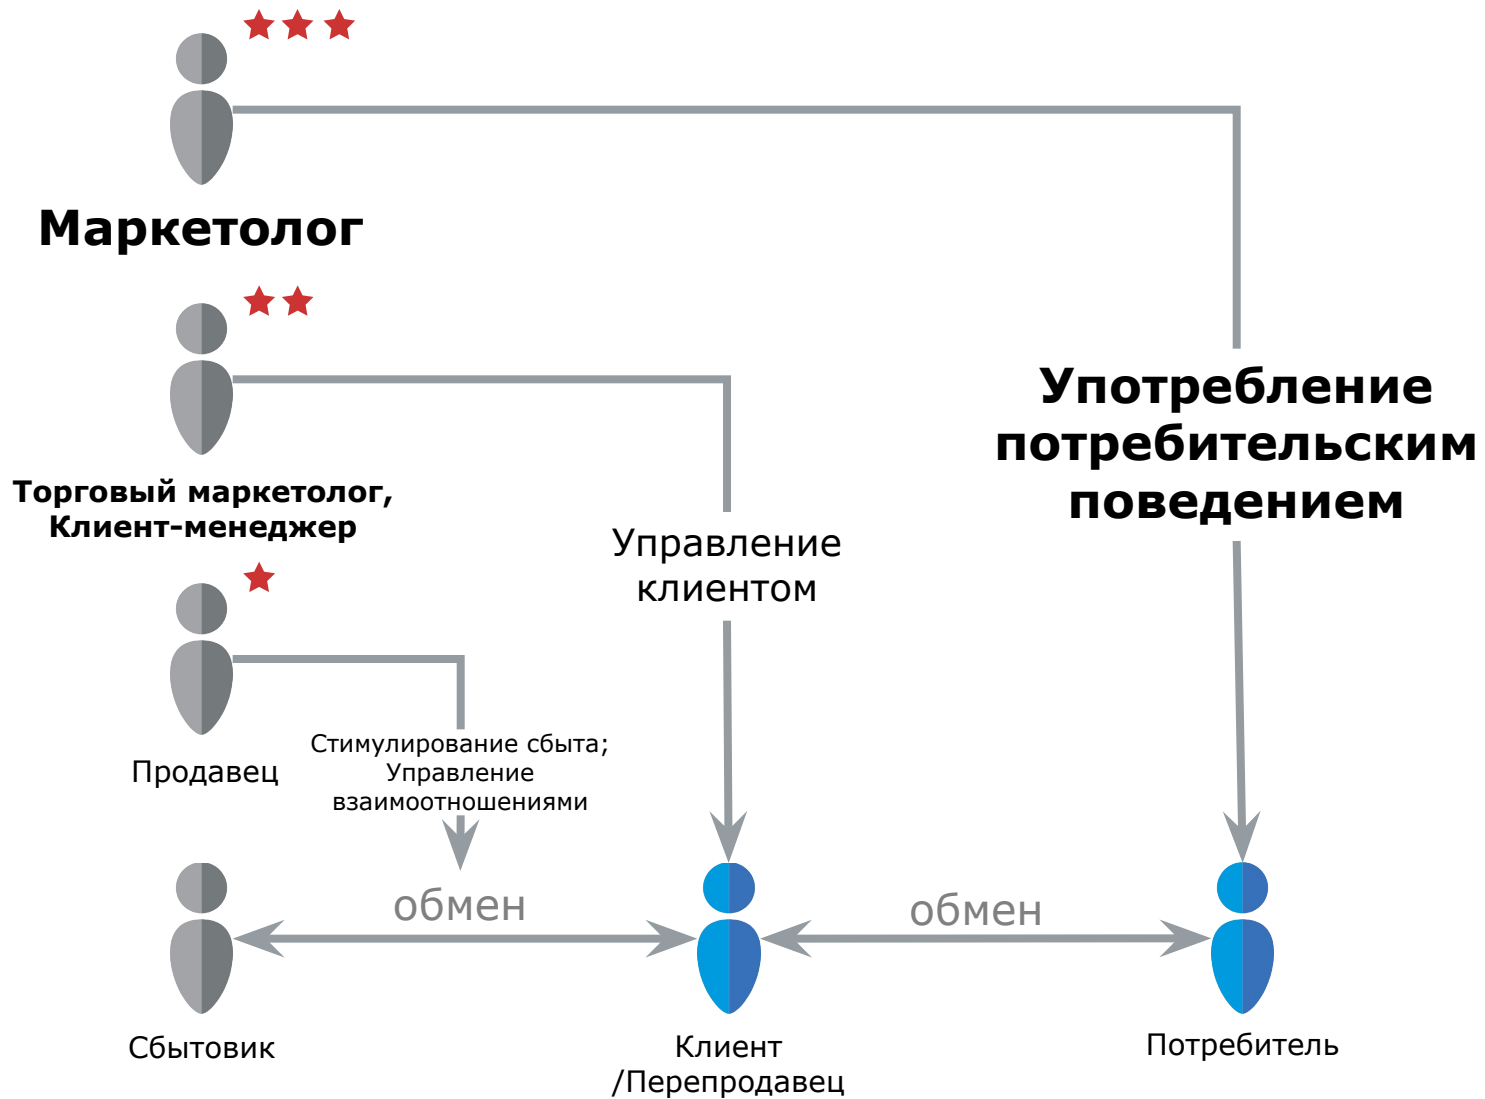 Маркетолог
Торговый маркетолог,
Клиент-менеджер
Продавец
Стимулирование сбыта;
Управление
взаимоотношениями
Управление
клиентом
Употребление
потребительским
поведением
обмен
обмен
Сбытовик
Клиент
/Перепродавец
Потребитель